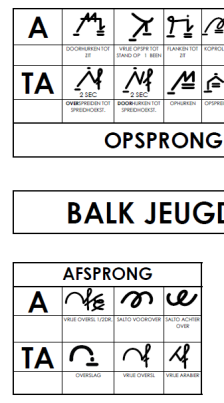 A
DOORHURKEN TOT ZIT
VRIJE OPSPR TOT STAND OP 1 BEEN
FLANKEN TOT ZIT
KOPROL
TA
2 SEC
2 SEC
OVERSPREIDEN TOT SPREIDHOEKST.
DOORHURKEN TOT SPREIDHOEKST.
OPHURKEN
OPSPREI
OPSPRONG
BALK JEUGD
AFSPRONG
A
VRIJE OVERSL 1/2DR.
SALTO VOOROVER
SALTO ACHTER OVER
TA
OVERSLAG
VRIJE OVERSL
VRIJE ARABIER